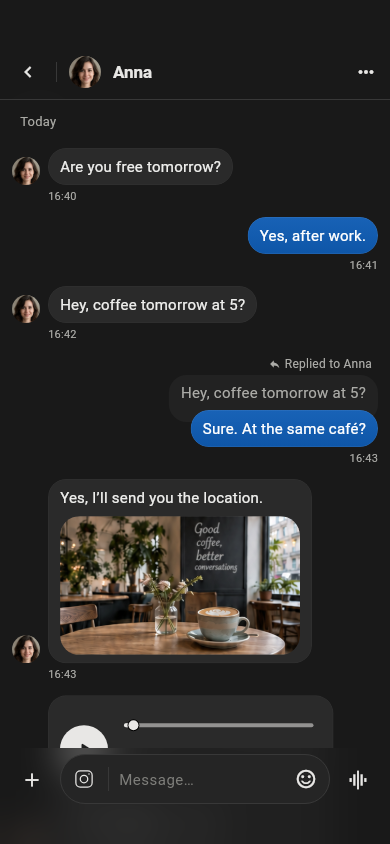 Anna
Today
Are you free tomorrow?
16:40
Yes, after work.
16:41
Hey, coffee tomorrow at 5?
16:42
Replied to Anna
Hey, coffee tomorrow at 5?
Sure. At the same café?
16:43
Yes, I’ll send you the location.
Good
coffee,
better
conversations
16:43
Message…